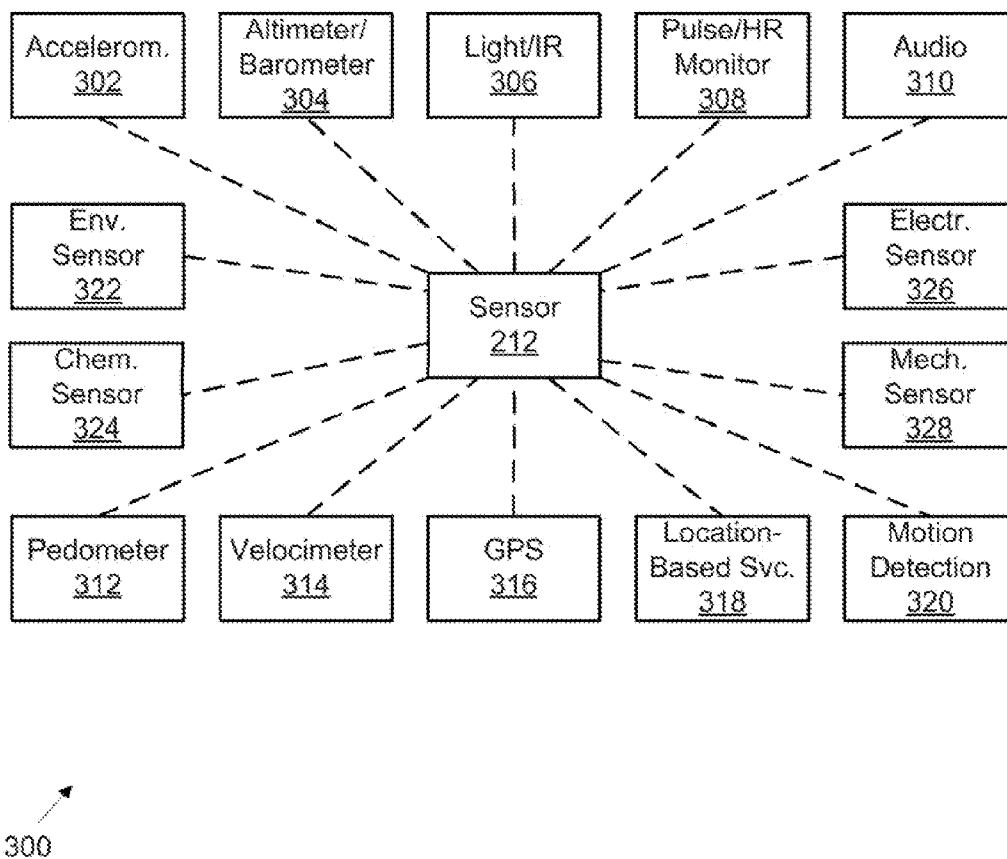 Accelerom.
302
Altimeter/
Barometer
304
Light/IR
306
Pulse/HR
Monitor
308
Audio
310
Env.
Sensor
322
Electr.
Sensor
326
Sensor
212
Chem.
Sensor
324
Mech.
Sensor
328
Pedometer
312
Velocimeter
314
GPS
316
Location-
Based Svc.
318
Motion
Detection
320
300